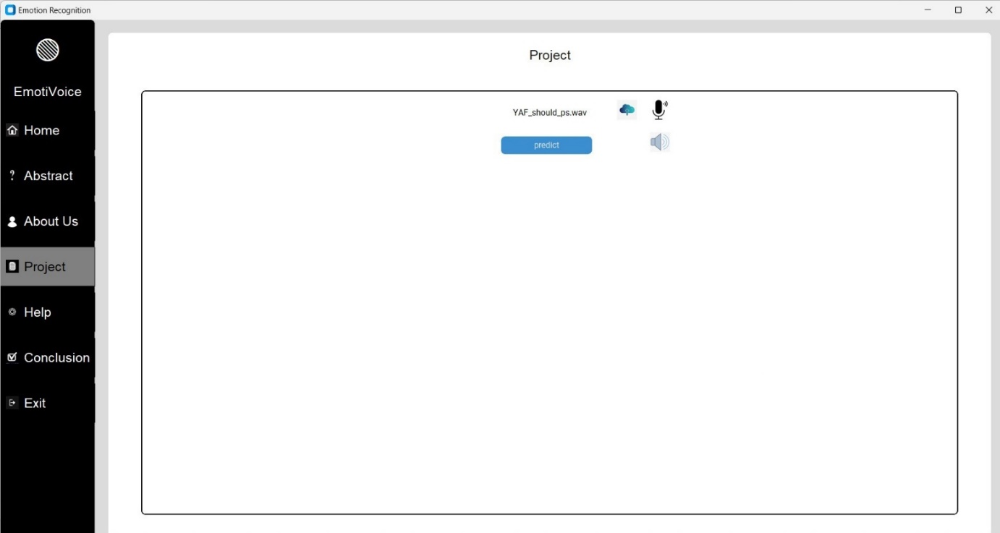 Emotion Recognition
EmotiVoice
Home
Abstract
About Us
Project
Help
Conclusion
Exit
Project
YAF_should_ps.wav
predict